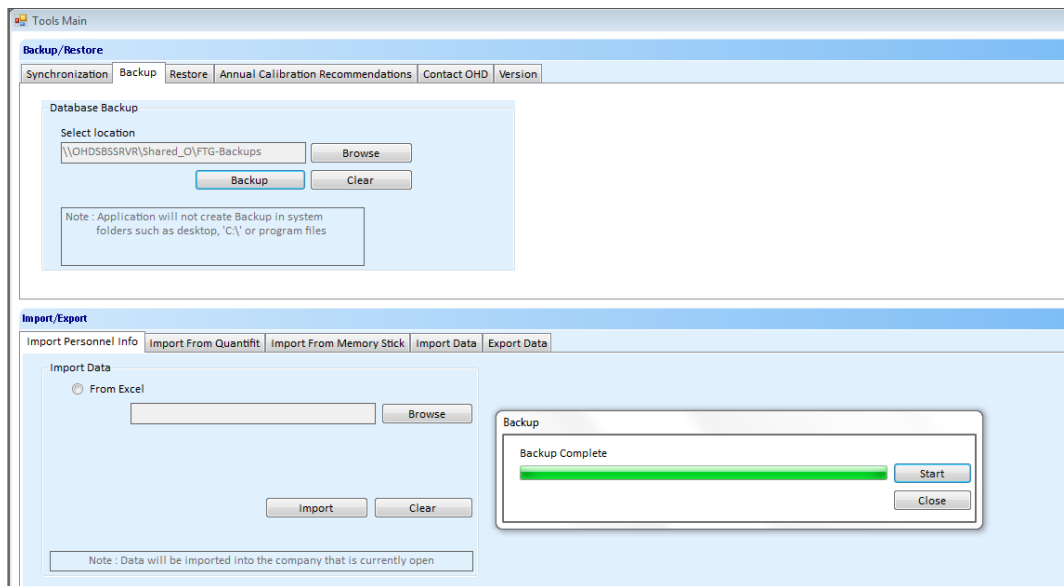 Tools Main
Backup/Restore
Synchronization Backup Restore Annual Calibration Recommendations Contact OHD Version
Database Backup
Select location
\\OHDSBSSRVR\Shared_O\FTG-Backups Browse
Backup Clear
Note : Application will not create Backup in system
folders such as desktop, 'C:\' or program files
Import/Export
Import Personnel Info Import From Quantifit Import From Memory Stick Import Data Export Data
Import Data
From Excel
Browse
Import Clear
Note : Data will be imported into the company that is currently open
Backup
Backup Complete
Start
Close